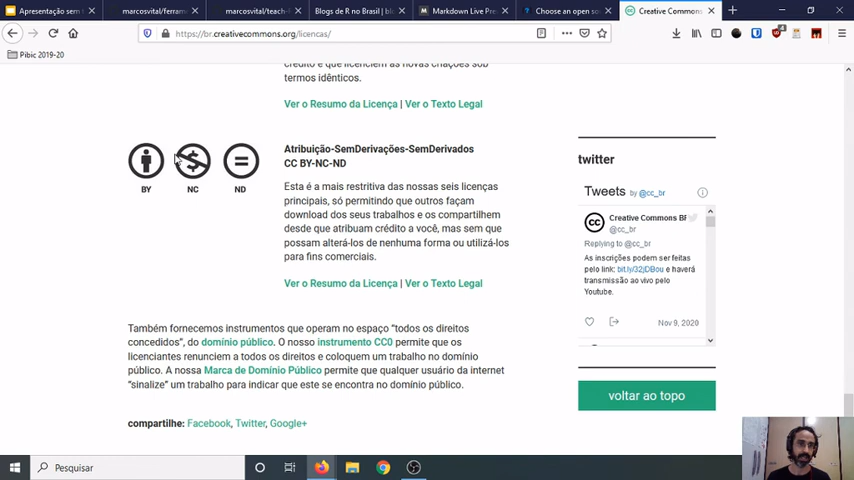 Apresentação sem t
marcosvital/ferrame
marcosvital/teach-F
Blogs de R no Brasil | blo
Markdown Live Pre
Choose an open so
Creative Commons
https://br.creativecommons.org/licencas/
Pibic 2019-20
crédito e que licenciem as novas criações sob
termos idênticos.
Ver o Resumo da Licença | Ver o Texto Legal
BY NC ND
Atribuição-SemDerivações-SemDerivados
CC BY-NC-ND
Esta é a mais restritiva das nossas seis licenças
principais, só permitindo que outros façam
download dos seus trabalhos e os compartilhem
desde que atribuam crédito a você, mas sem que
possam alterá-los de nenhuma forma ou utilizá-los
para fins comerciais.
Ver o Resumo da Licença | Ver o Texto Legal
Também fornecemos instrumentos que operam no espaço “todos os direitos
concedidos”, do domínio público. O nosso instrumento CC0 permite que os
licenciantes renunciem a todos os direitos e coloquem um trabalho no domínio
público. A nossa Marca de Domínio Público permite que qualquer usuário da internet
“sinalize” um trabalho para indicar que este se encontra no domínio público.
compartilhe: Facebook, Twitter, Google+
twitter
Tweets by @cc_br
Creative Commons BR
@cc_br
Replying to @cc_br
As inscrições podem ser feitas
pelo link: bit.ly/32jDBou e haverá
transmissão ao vivo pelo
Youtube.
Nov 9, 2020
voltar ao topo
Pesquisar